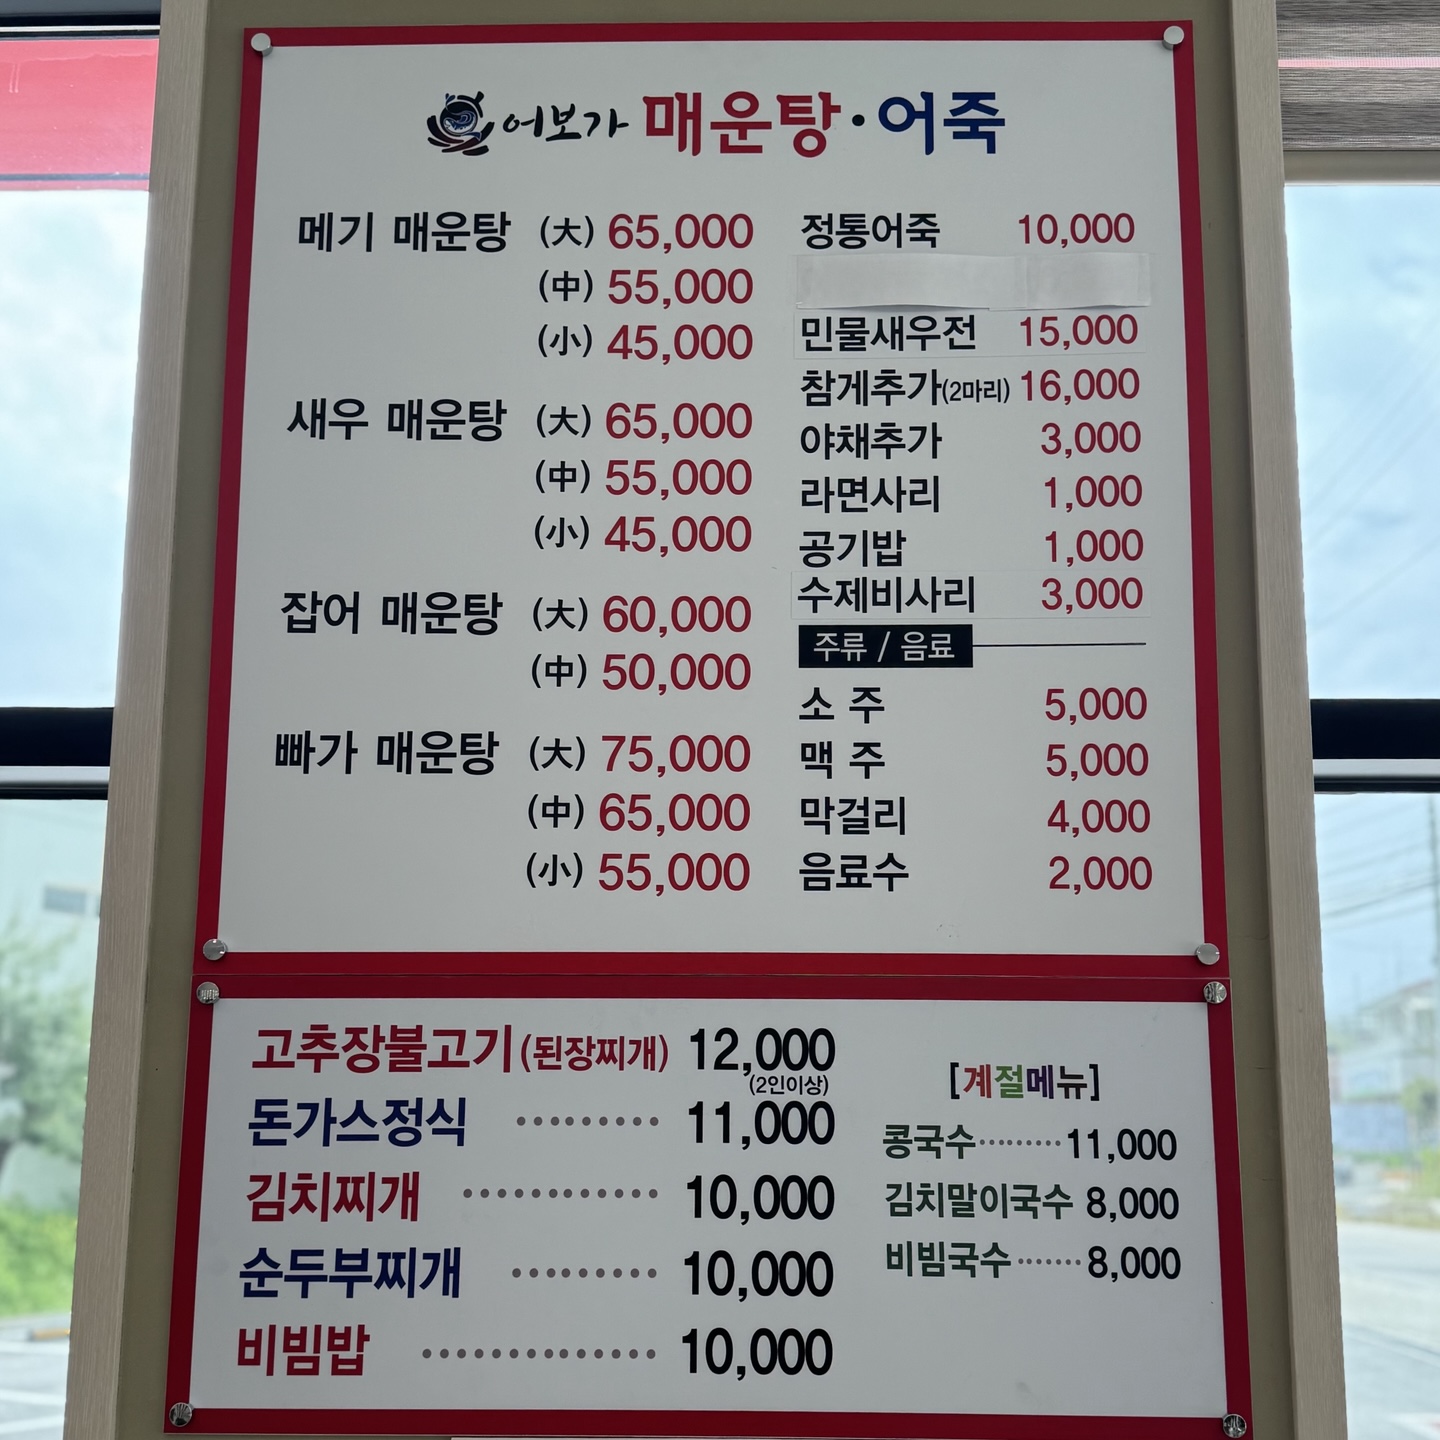 어보가 매운탕·어죽
메기 매운탕 (大) 65,000
(中) 55,000
(小) 45,000
새우 매운탕 (大) 65,000
(中) 55,000
(小) 45,000
잡어 매운탕 (大) 60,000
(中) 50,000
빠가 매운탕 (大) 75,000
(中) 65,000
(小) 55,000
정통어죽 10,000
민물새우전 15,000
참게추가(2마리) 16,000
야채추가 3,000
라면사리 1,000
공기밥 1,000
수제비사리 3,000
주류 / 음료
소 주 5,000
맥 주 5,000
막걸리 4,000
음료수 2,000
고추장불고기(된장찌개) 12,000
(2인이상)
돈가스정식 ·········· 11,000
김치찌개 ·············· 10,000
순두부찌개 ·········· 10,000
비빔밥 ················ 10,000
[계절메뉴]
콩국수·········11,000
김치말이국수 8,000
비빔국수·······8,000